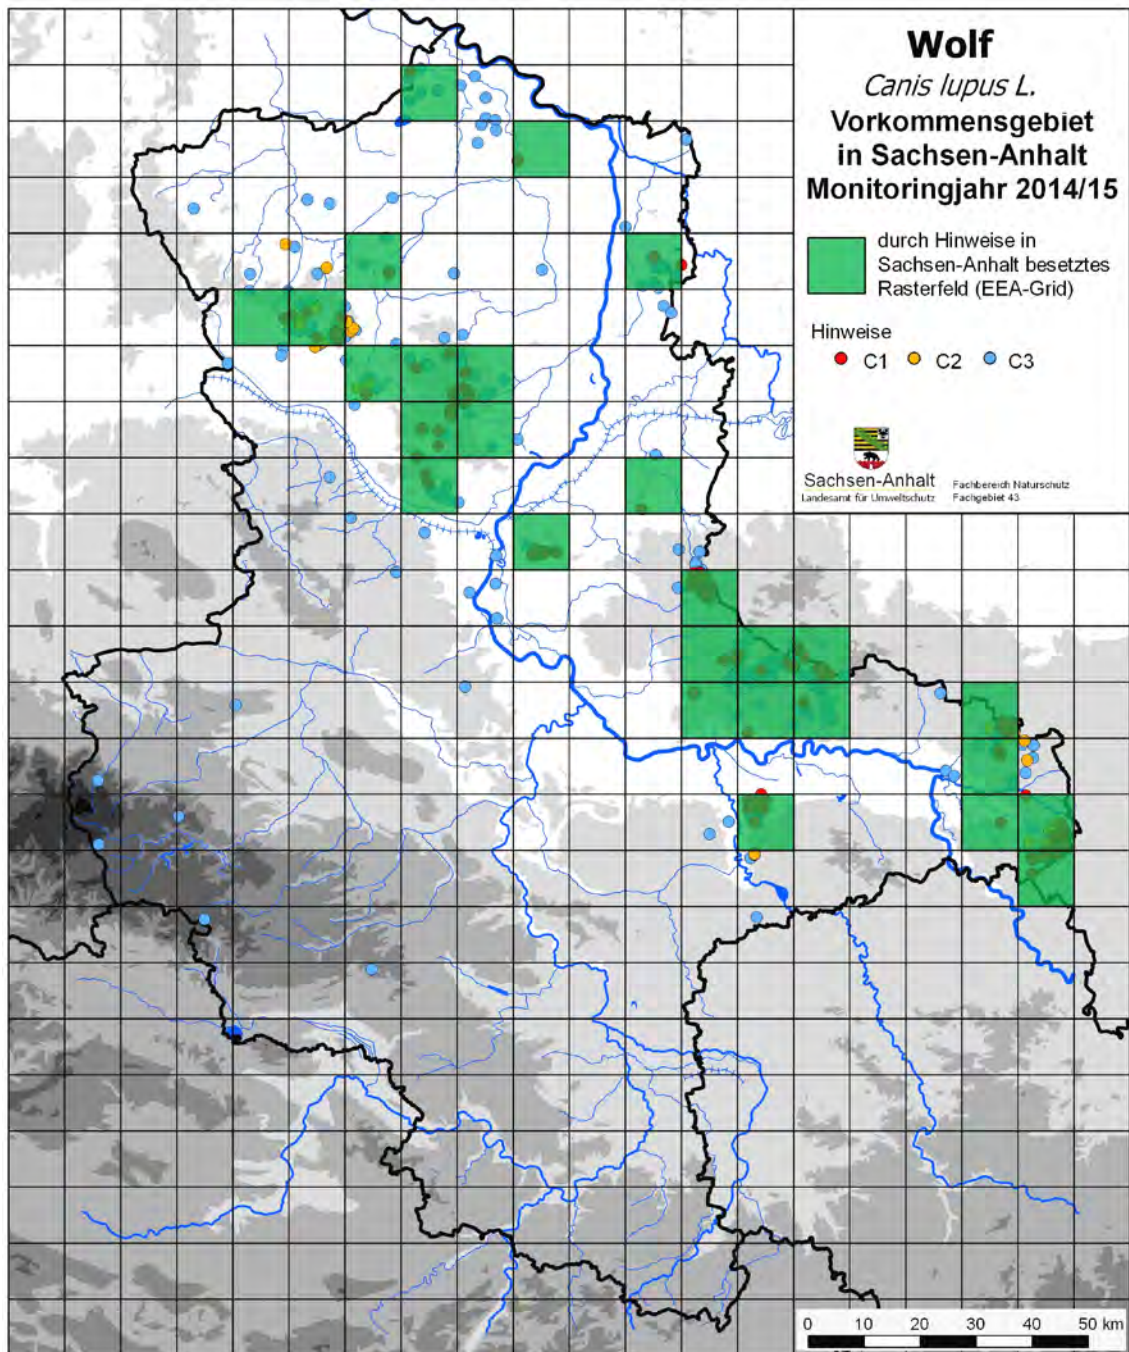 Wolf
Canis lupus L.
Vorkommensgebiet
in Sachsen-Anhalt
Monitoringjahr 2014/15
durch Hinweise in
Sachsen-Anhalt besetztes
Rasterfeld (EEA-Grid)
Hinweise
C1 C2 C3
Sachsen-Anhalt
Landesamt für Umweltschutz
Fachbereich Naturschutz
Fachgebiet 43
0 10 20 30 40 50 km